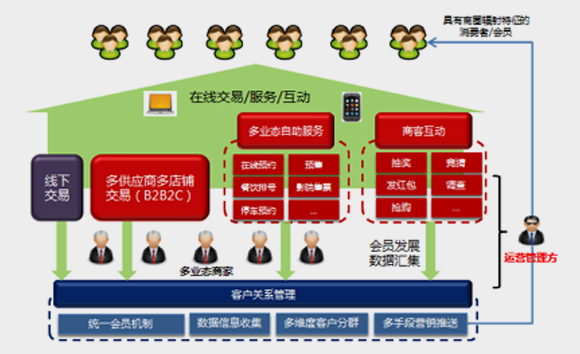 具有商圈辐射特征的
消费者/会员
在线交易/服务/互动
多业态自助服务
商客互动
线下
交易
多供应商多店铺
交易（B2B2C）
在线预约
预售
餐饮排号
影院售票
停车预约
...
抽奖
竞猜
发红包
调查
抢购
...
多业态商家
会员发展
数据汇集
运营管理方
客户关系管理
统一会员机制
数据信息收集
多维度客户分群
多手段营销推送